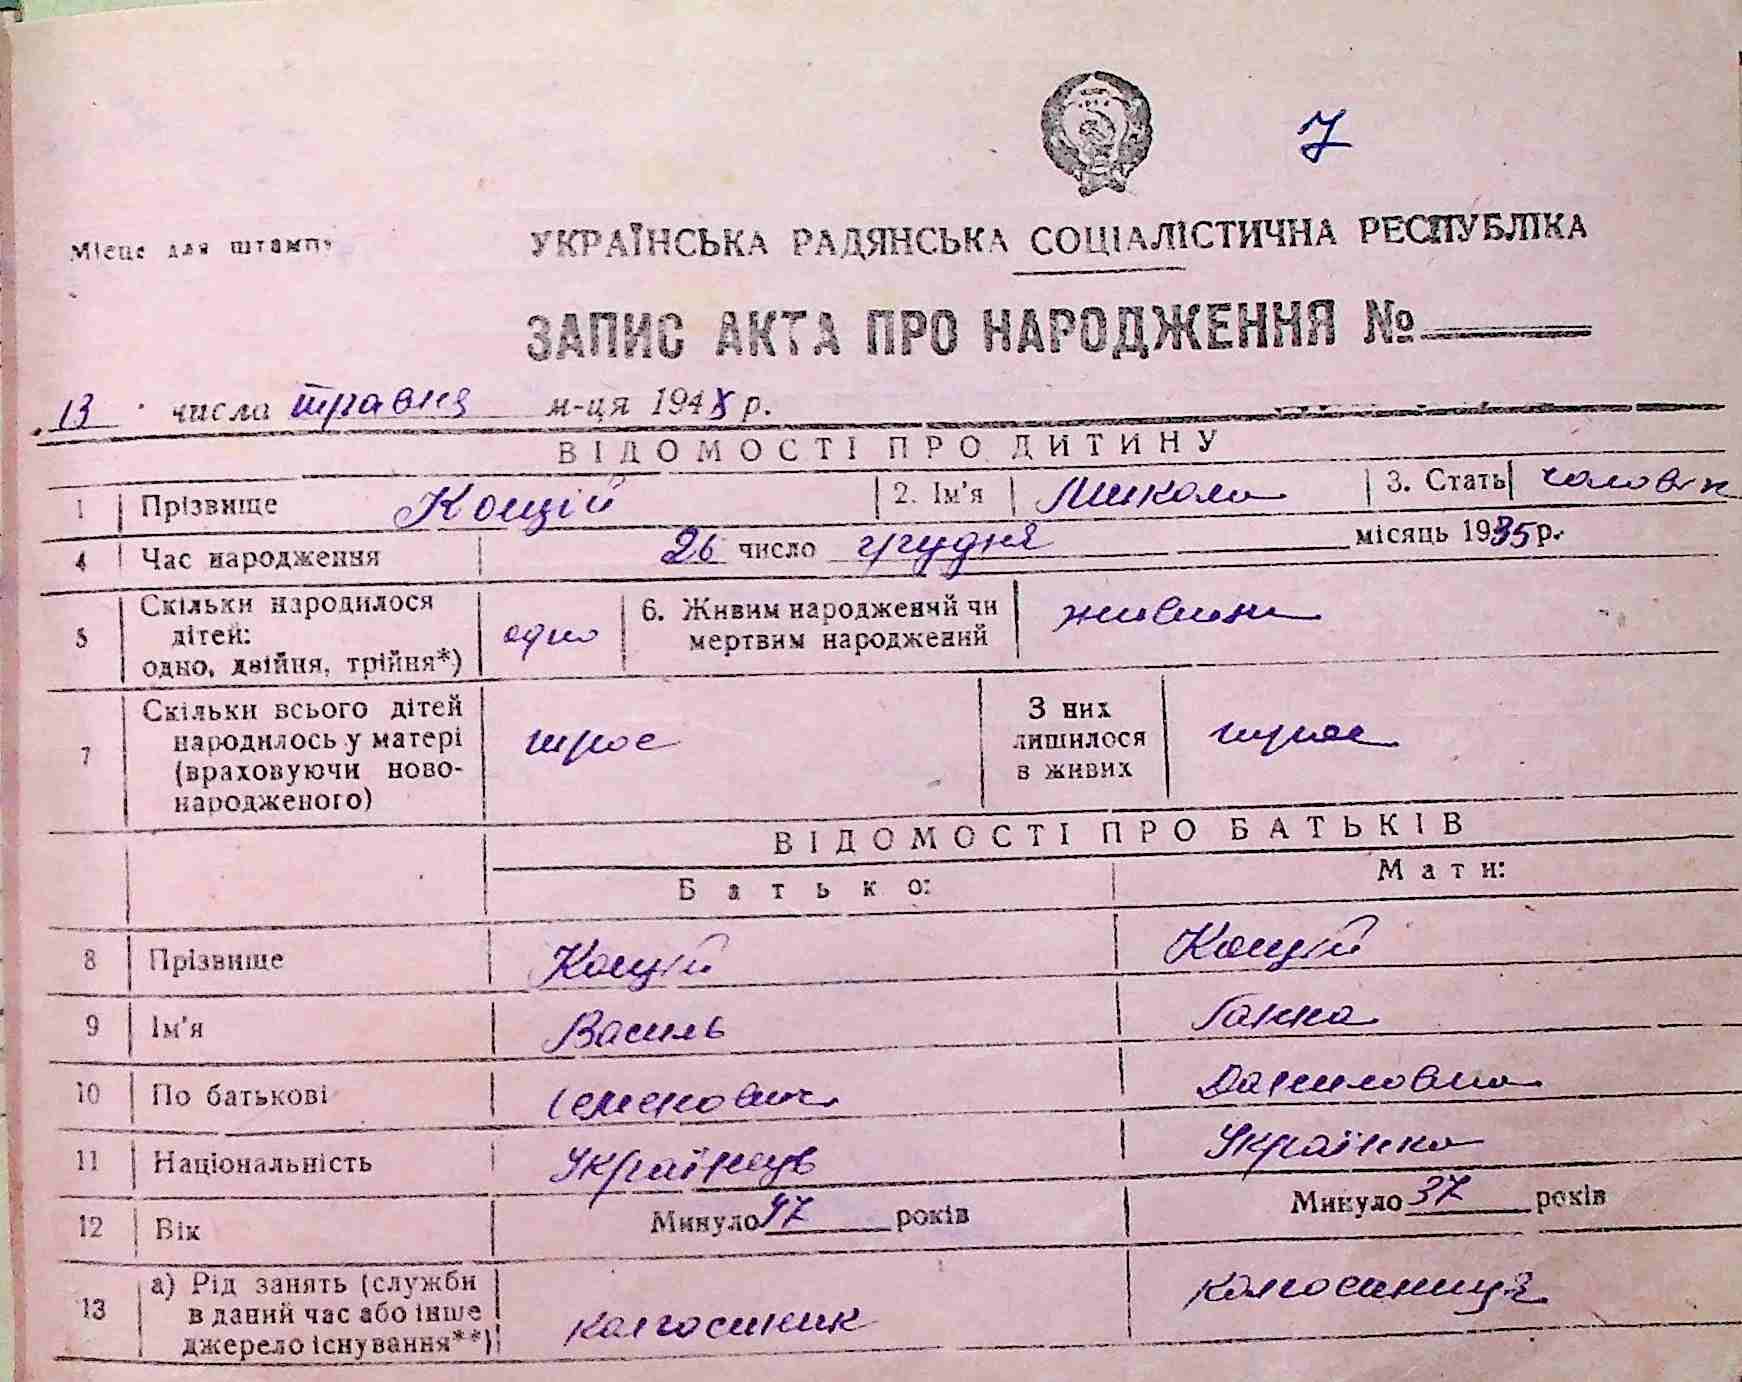 7
Місце для штампу
УКРАЇНСЬКА РАДЯНСЬКА СОЦІАЛІСТИЧНА РЕСПУБЛІКА
ЗАПИС АКТА ПРО НАРОДЖЕННЯ №
13 числа травня м-ця 194 р.
ВІДОМОСТІ ПРО ДИТИНУ
1 Прізвище Коцій 2. Ім'я Микола 3. Стать чоловік
4 Час народження 26 число грудня місяць 1935 р.
5 Скільки народилося дітей: одно, двійня, трійня*) одно 6. Живим народжений чи мертвим народжений живим
7 Скільки всього дітей народилось у матері (враховуючи ново-народженого) троє З них лишилося в живих троє
ВІДОМОСТІ ПРО БАТЬКІВ
Батько: Мати:
8 Прізвище Коцій Коцій
9 Ім'я Василь Ганна
10 По батькові Семенович Даниловна
11 Національність Українець Українка
12 Вік Минуло 47 років Минуло 37 років
13 а) Рід занять (служби в даний час або інше джерело існування**) колгоспник колгоспниця